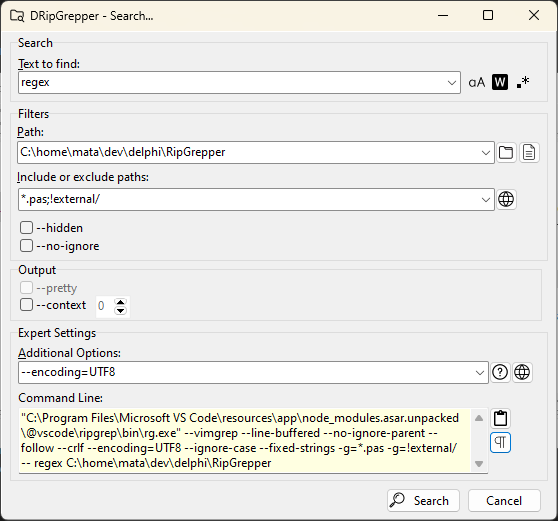 DRipGrepper - Search...
Search
Text to find:
regex
aA W .*
Filters
Path:
C:\home\mata\dev\delphi\RipGrepper
Include or exclude paths:
*.pas;!external/
--hidden
--no-ignore
Output
--pretty
--context 0
Expert Settings
Additional Options:
--encoding=UTF8
Command Line:
"C:\Program Files\Microsoft VS Code\resources\app\node_modules.asar.unpacked
\@vscode\ripgrep\bin\rg.exe" --vimgrep --line-buffered --no-ignore-parent --
follow --crlf --encoding=UTF8 --ignore-case --fixed-strings -g=*.pas -g=!external/
-- regex C:\home\mata\dev\delphi\RipGrepper
Search Cancel